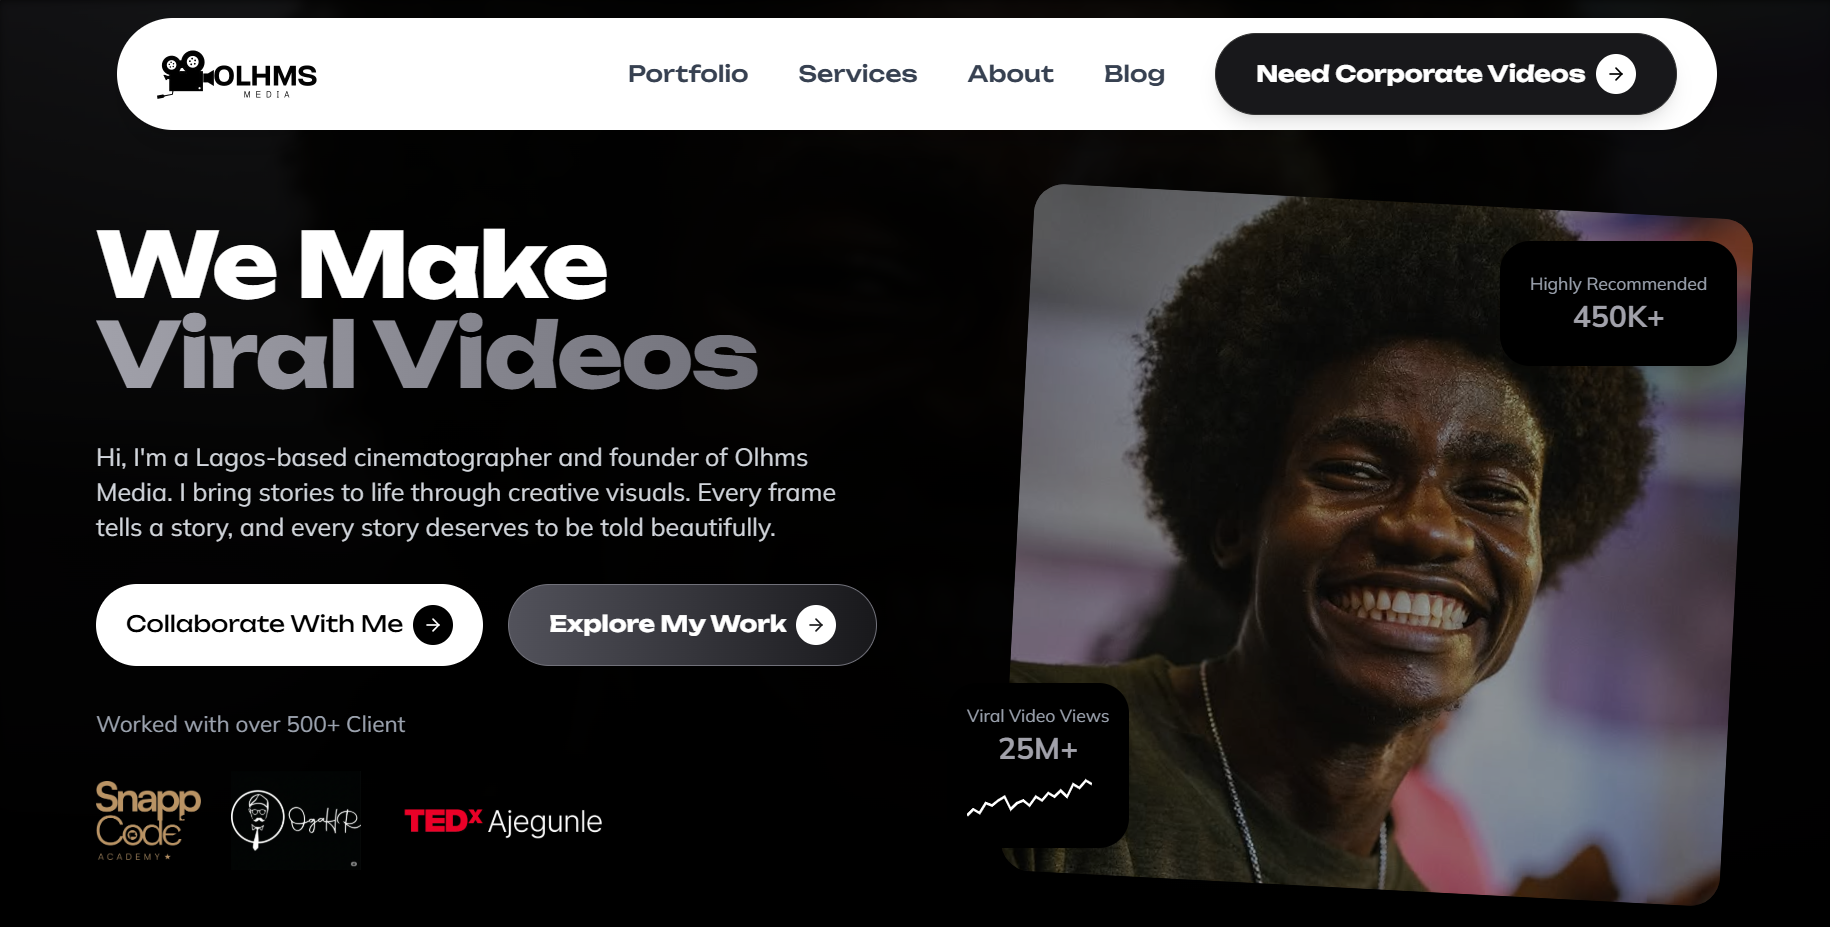 OLHMS
MEDIA
Portfolio
Services
About
Blog
Need Corporate Videos
We Make
Viral Videos
Hi, I'm a Lagos-based cinematographer and founder of Olhms
Media. I bring stories to life through creative visuals. Every frame
tells a story, and every story deserves to be told beautifully.
Collaborate With Me
Explore My Work
Worked with over 500+ Client
Snapp
Code
ACADEMY
OgaHR
TEDx Ajegunle
Highly Recommended
450K+
Viral Video Views
25M+